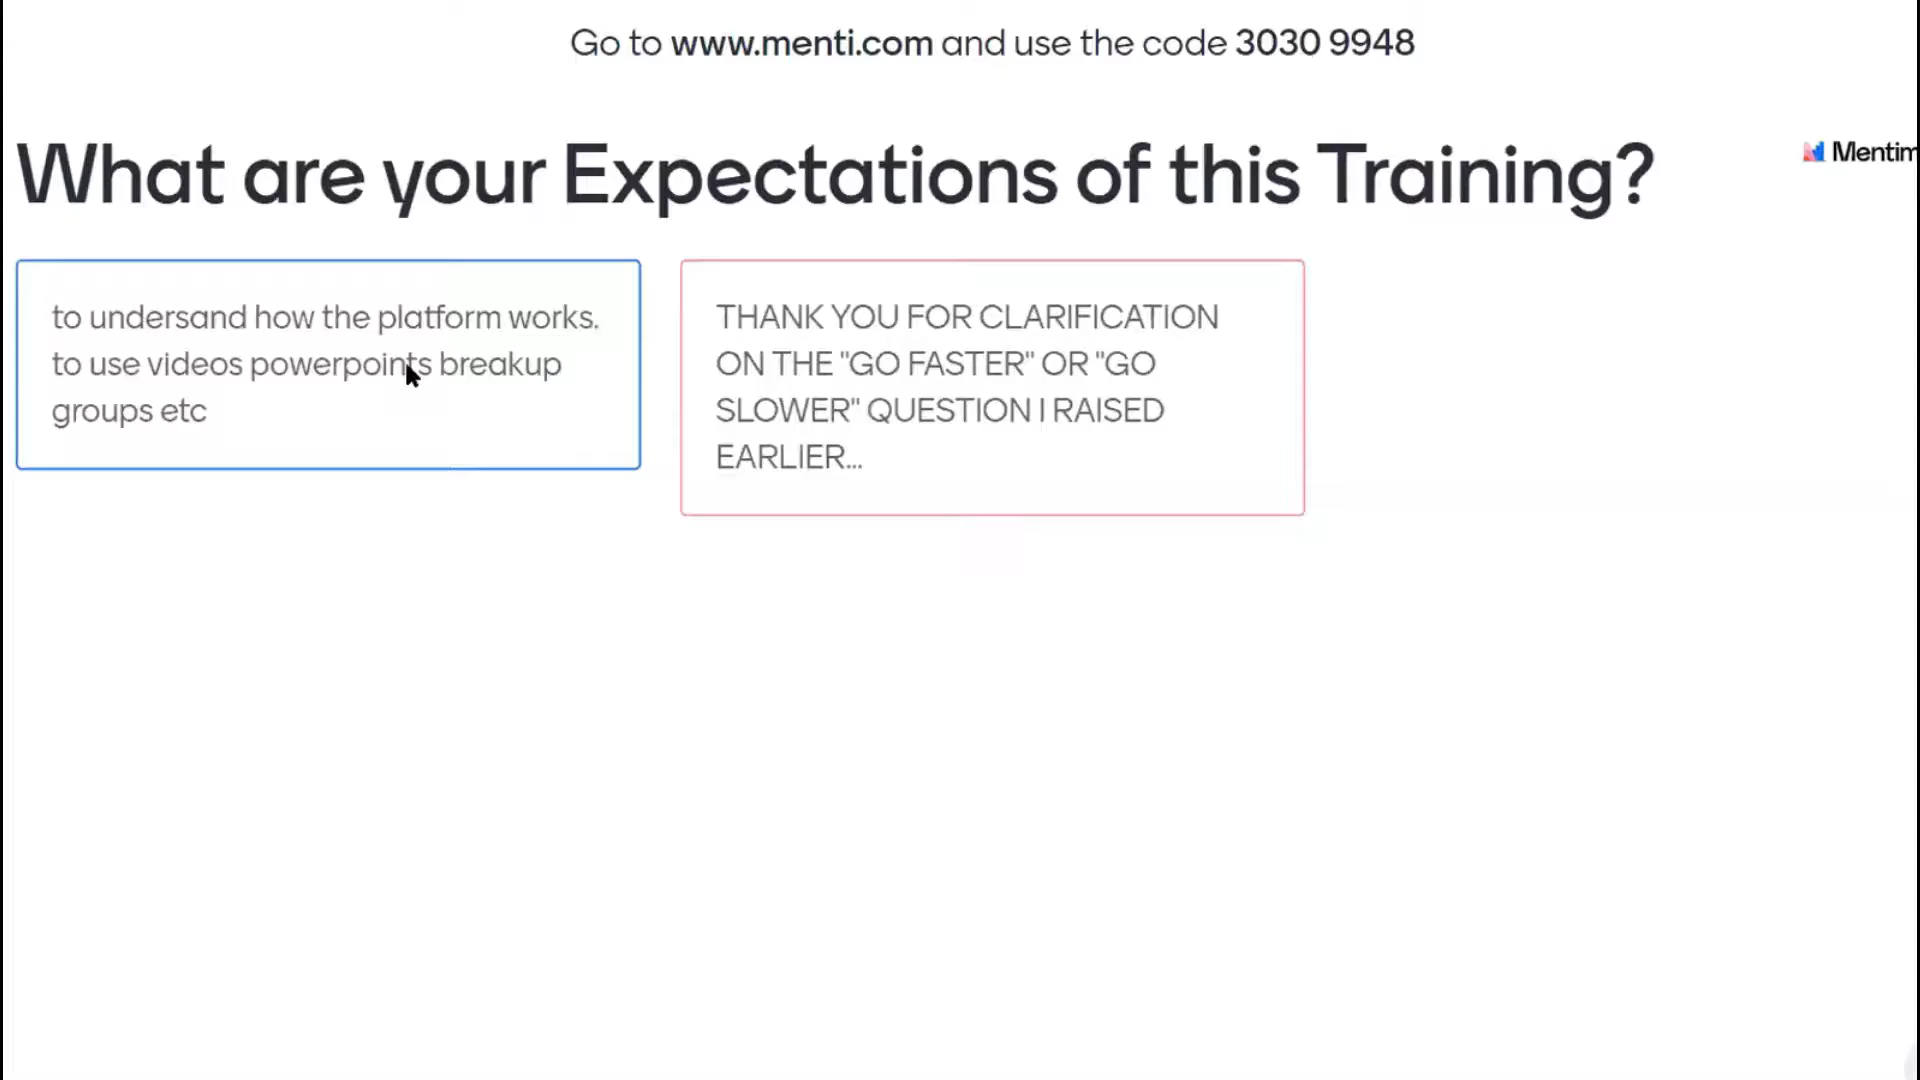 Go to www.menti.com and use the code 3030 9948
What are your Expectations of this Training?
Mentim
to undersand how the platform works.
to use videos powerpoints breakup
groups etc
THANK YOU FOR CLARIFICATION
ON THE "GO FASTER" OR "GO
SLOWER" QUESTION I RAISED
EARLIER...